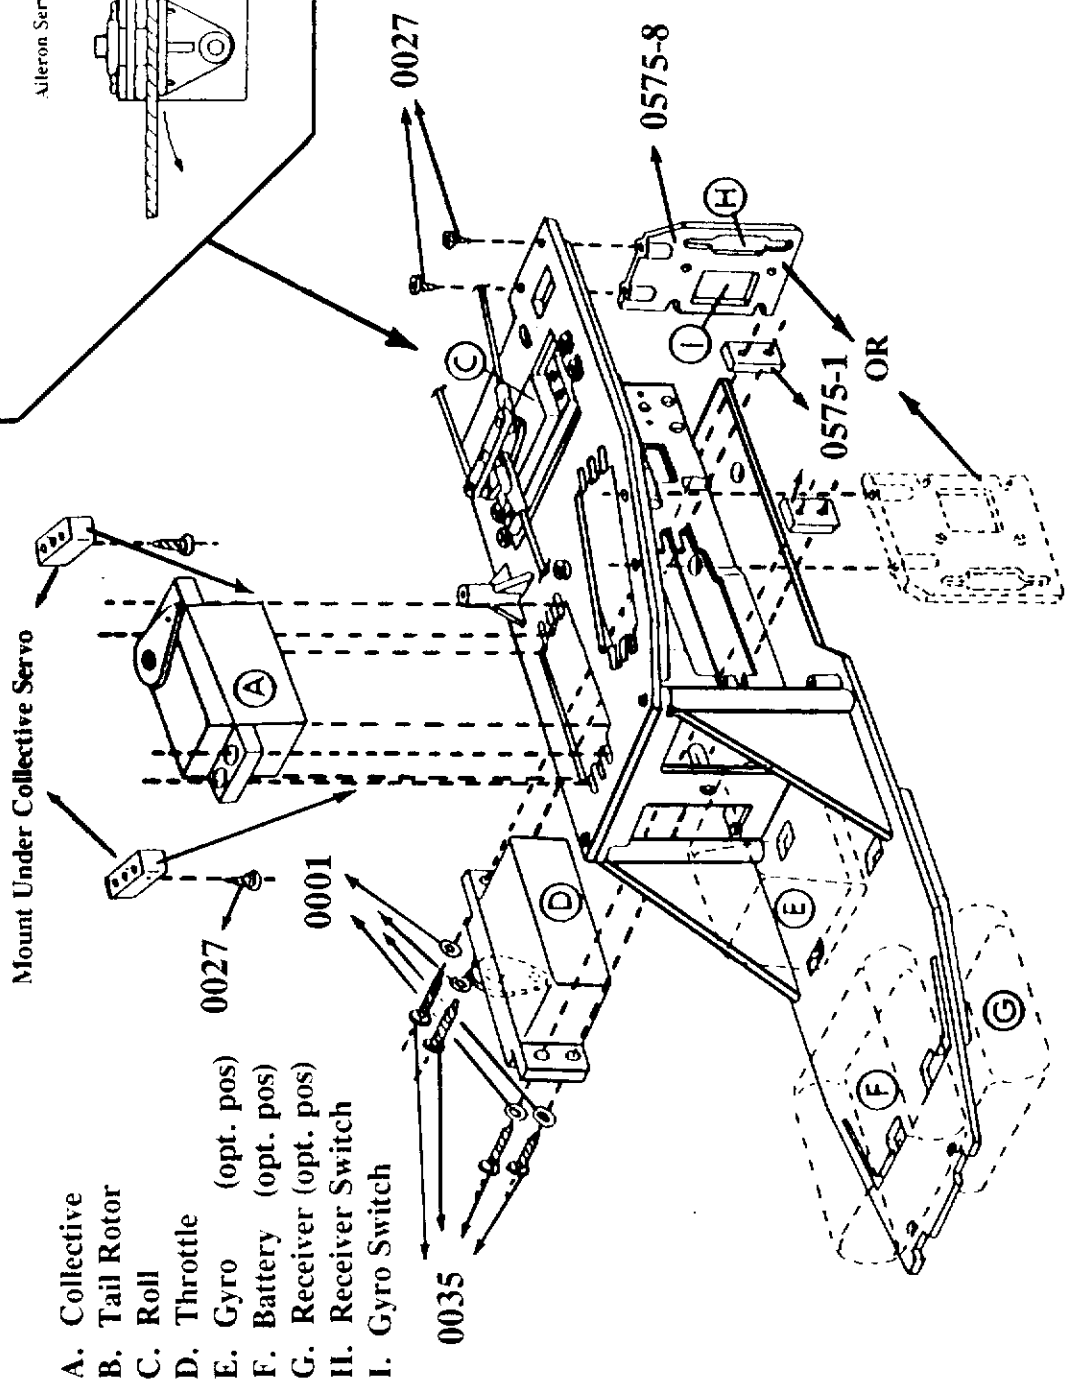 Aileron Ser
Mount Under Collective Servo
0027
0027
0001
0035
0575-8
0575-1
OR
A
C
D
E
F
G
H
I
A. Collective
B. Tail Rotor
C. Roll
D. Throttle
E. Gyro (opt. pos)
F. Battery (opt. pos)
G. Receiver (opt. pos)
H. Receiver Switch
I. Gyro Switch